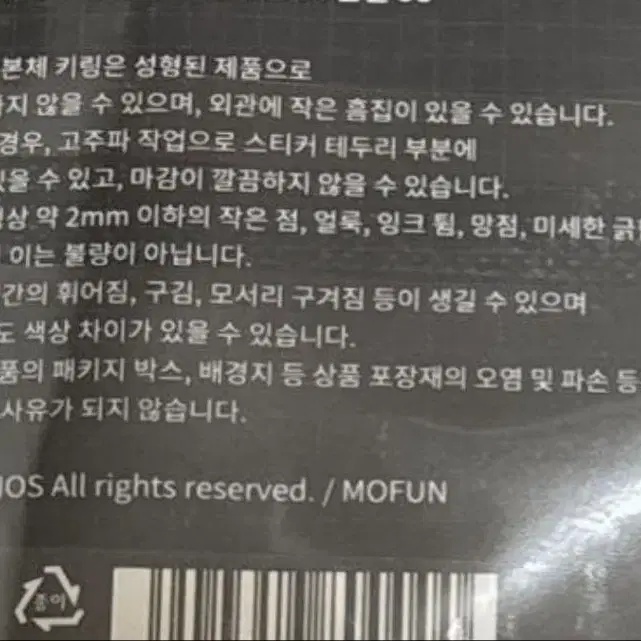 본체 키링은 성형된 제품으로
지 않을 수 있으며, 외관에 작은 흠집이 있을 수 있습니다.
경우, 고주파 작업으로 스티커 테두리 부분에
있을 수 있고, 마감이 깔끔하지 않을 수 있습니다.
상 약 2mm 이하의 작은 점, 얼룩, 잉크 튐, 망점, 미세한 긁
이는 불량이 아닙니다.
간의 휘어짐, 구김, 모서리 구겨짐 등이 생길 수 있으며
도 색상 차이가 있을 수 있습니다.
품의 패키지 박스, 배경지 등 상품 포장재의 오염 및 파손 등
사유가 되지 않습니다.
OS All rights reserved. / MOFUN
종이